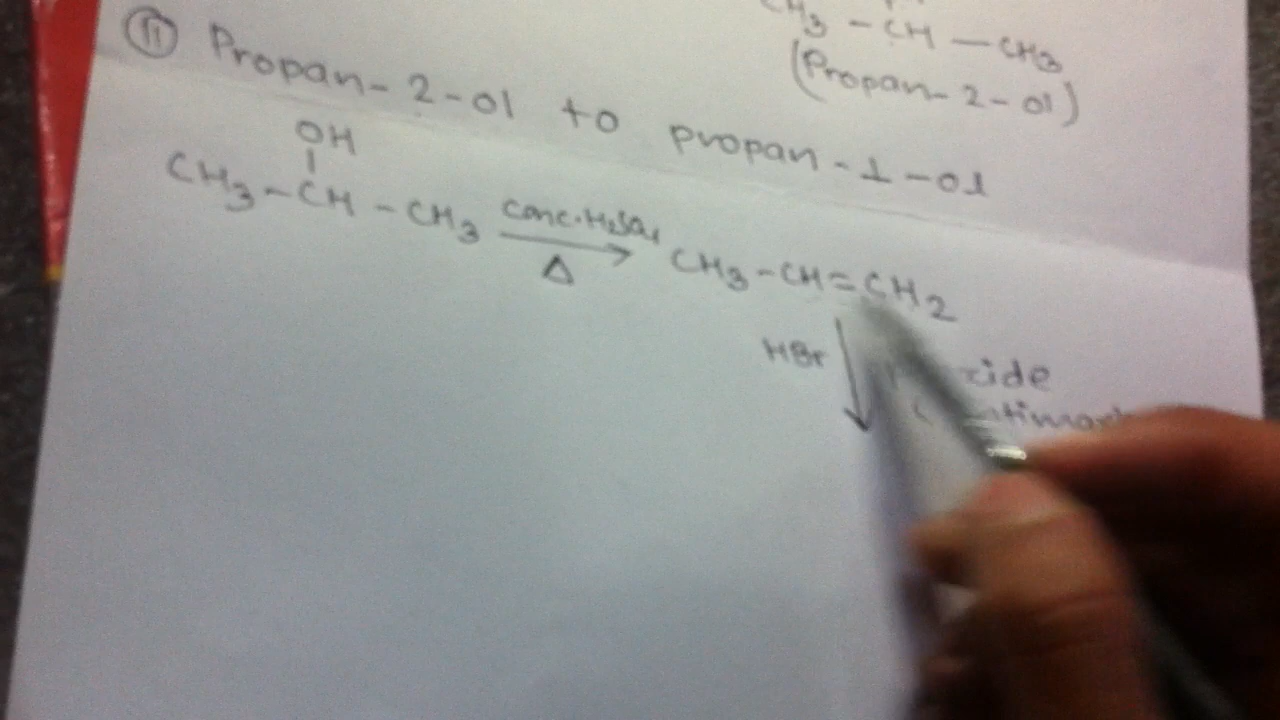 CH3 - CH - CH3
(Propan-2-ol)
11 Propan-2-ol to propan-1-ol
OH
CH3 - CH - CH3 Conc. H2SO4 CH3 - CH = CH2
Δ
HBr